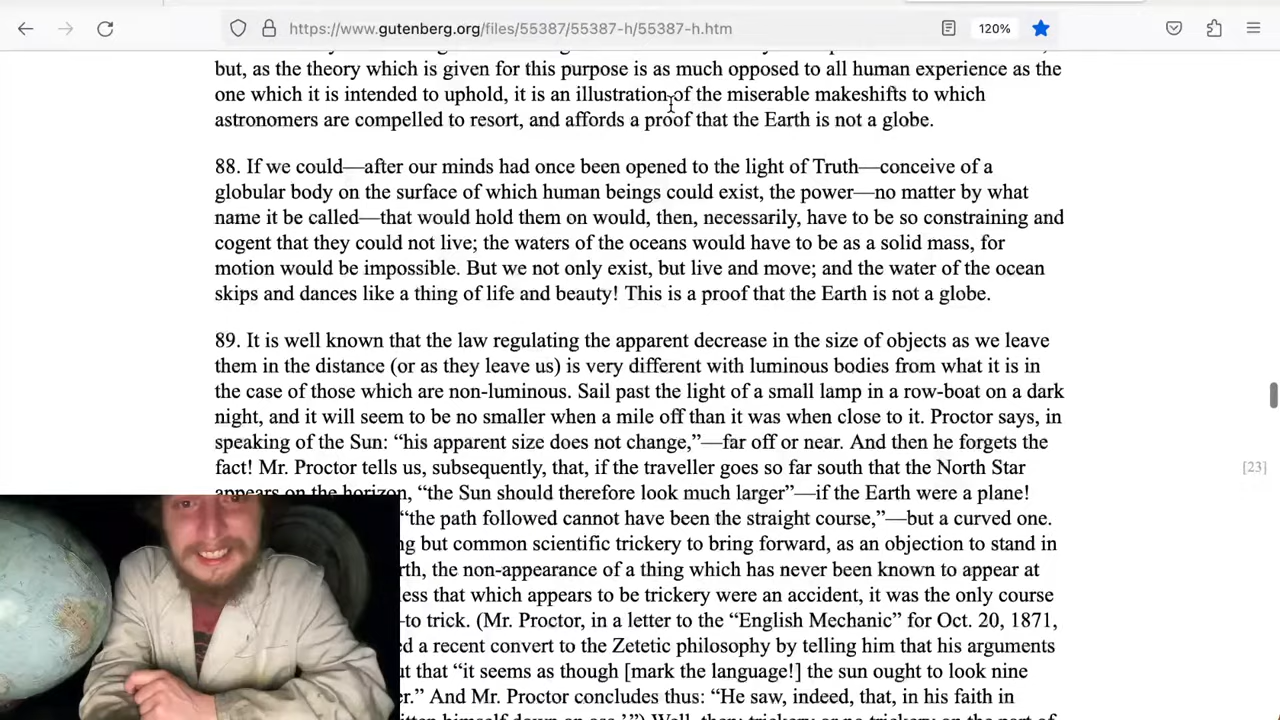 https://www.gutenberg.org/files/55387/55387-h/55387-h.htm
120%
but, as the theory which is given for this purpose is as much opposed to all human experience as the
one which it is intended to uphold, it is an illustration of the miserable makeshifts to which
astronomers are compelled to resort, and affords a proof that the Earth is not a globe.
88. If we could—after our minds had once been opened to the light of Truth—conceive of a
globular body on the surface of which human beings could exist, the power—no matter by what
name it be called—that would hold them on would, then, necessarily, have to be so constraining and
cogent that they could not live; the waters of the oceans would have to be as a solid mass, for
motion would be impossible. But we not only exist, but live and move; and the water of the ocean
skips and dances like a thing of life and beauty! This is a proof that the Earth is not a globe.
89. It is well known that the law regulating the apparent decrease in the size of objects as we leave
them in the distance (or as they leave us) is very different with luminous bodies from what it is in
the case of those which are non-luminous. Sail past the light of a small lamp in a row-boat on a dark
night, and it will seem to be no smaller when a mile off than it was when close to it. Proctor says, in
speaking of the Sun: “his apparent size does not change,”—far off or near. And then he forgets the
fact! Mr. Proctor tells us, subsequently, that, if the traveller goes so far south that the North Star
[23]
appears on the horizon, “the Sun should therefore look much larger”—if the Earth were a plane!
“the path followed cannot have been the straight course,”—but a curved one.
but common scientific trickery to bring forward, as an objection to stand in
the non-appearance of a thing which has never been known to appear at
that which appears to be trickery were an accident, it was the only course
—to trick. (Mr. Proctor, in a letter to the “English Mechanic” for Oct. 20, 1871,
a recent convert to the Zetetic philosophy by telling him that his arguments
that “it seems as though [mark the language!] the sun ought to look nine
And Mr. Proctor concludes thus: “He saw, indeed, that, in his faith in
himself down an ass.’”) Well, then: trickery or no trickery on the part of